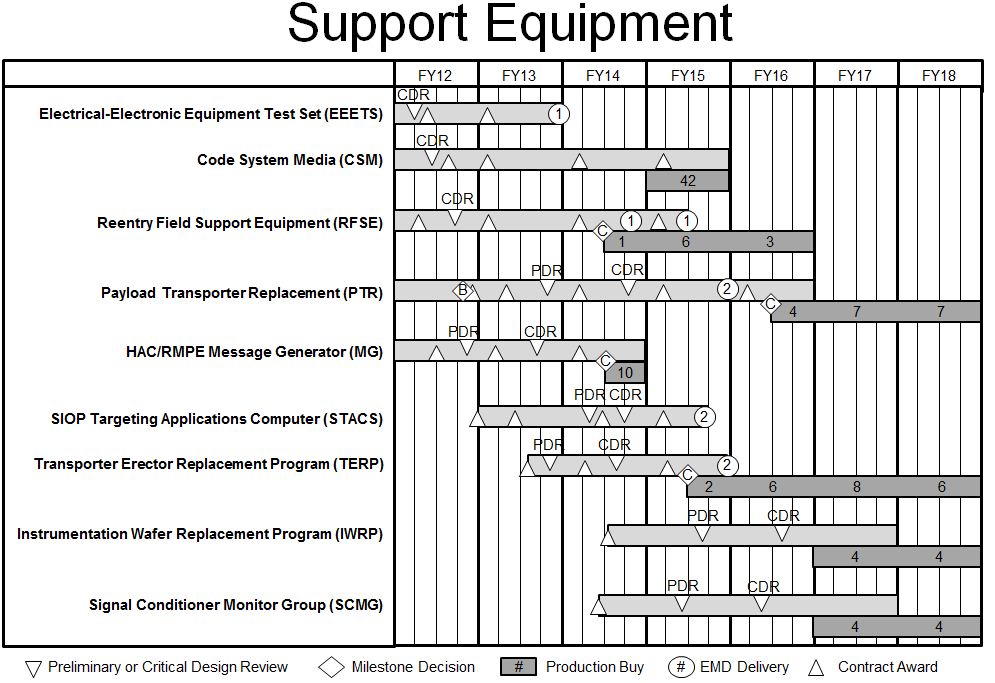 Support Equipment
FY12 FY13 FY14 FY15 FY16 FY17 FY18
CDR
Electrical-Electronic Equipment Test Set (EEETS) 1
CDR
Code System Media (CSM)
42
CDR
Reentry Field Support Equipment (RFSE) 1 1
C 1 6 3
PDR CDR
Payload Transporter Replacement (PTR) B 2
C 4 7 7
PDR CDR
HAC/RMPE Message Generator (MG)
C 10
PDR CDR
SIOP Targeting Applications Computer (STACS) 2
PDR CDR
Transporter Erector Replacement Program (TERP) 2
C 2 6 8 6
PDR CDR
Instrumentation Wafer Replacement Program (IWRP)
4 4
PDR CDR
Signal Conditioner Monitor Group (SCMG)
4 4
Preliminary or Critical Design Review Milestone Decision # Production Buy # EMD Delivery Contract Award